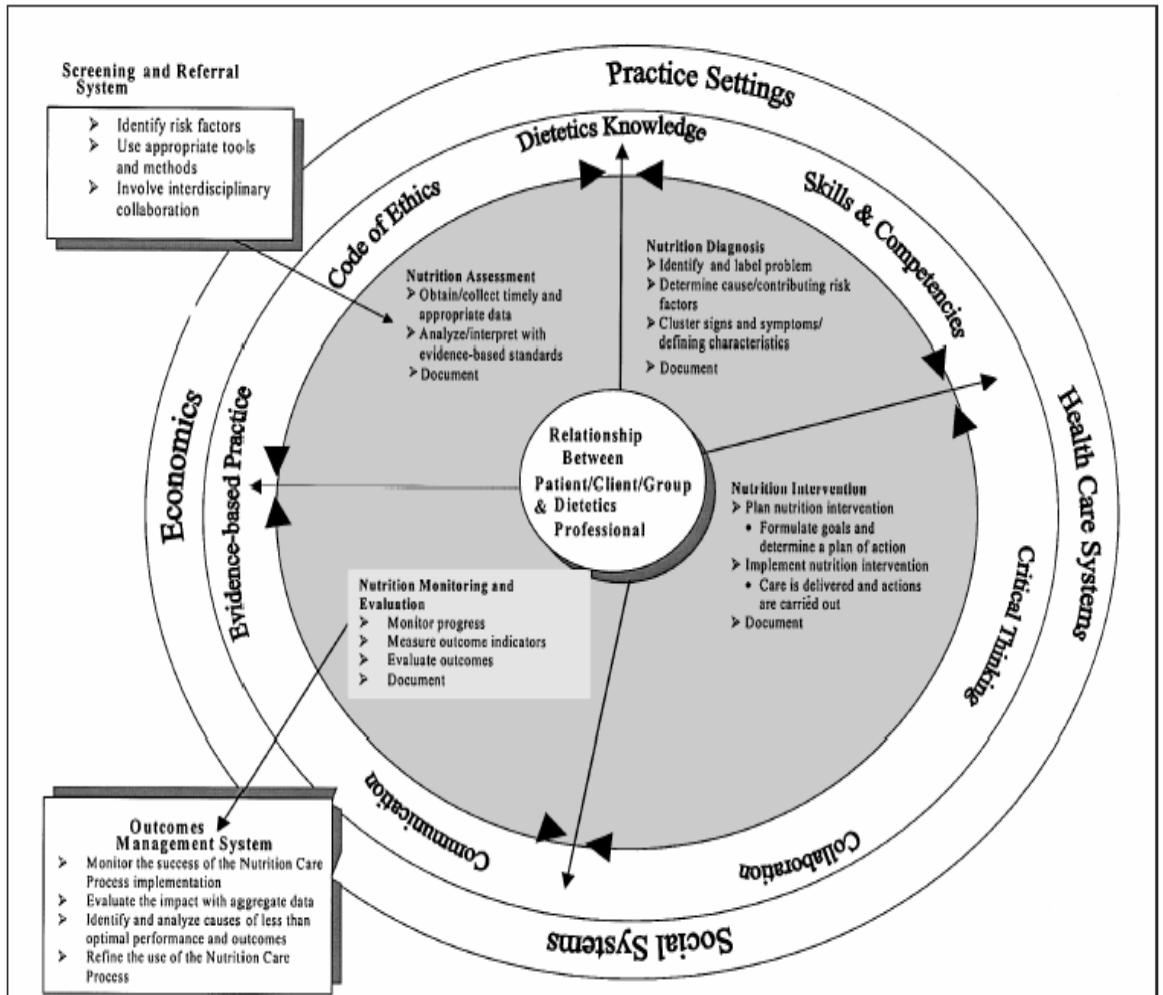 Practice Settings
Dietetics Knowledge
Skills & Competencies
Health Care Systems
Critical Thinking
Collaboration
Social Systems
Communication
Evidence-based Practice
Economics
Code of Ethics
Screening and Referral
System
➢ Identify risk factors
➢ Use appropriate tools
and methods
➢ Involve interdisciplinary
collaboration
Nutrition Assessment
➢ Obtain/collect timely and
appropriate data
➢ Analyze/interpret with
evidence-based standards
➢ Document
Nutrition Diagnosis
➢ Identify and label problem
➢ Determine cause/contributing risk
factors
➢ Cluster signs and symptoms/
defining characteristics
➢ Document
Relationship
Between
Patient/Client/Group
& Dietetics
Professional
Nutrition Intervention
➢ Plan nutrition intervention
• Formulate goals and
determine a plan of action
➢ Implement nutrition intervention
• Care is delivered and actions
are carried out
➢ Document
Nutrition Monitoring and
Evaluation
➢ Monitor progress
➢ Measure outcome indicators
➢ Evaluate outcomes
➢ Document
Outcomes
Management System
➢ Monitor the success of the Nutrition Care
Process implementation
➢ Evaluate the impact with aggregate data
➢ Identify and analyze causes of less than
optimal performance and outcomes
➢ Refine the use of the Nutrition Care
Process